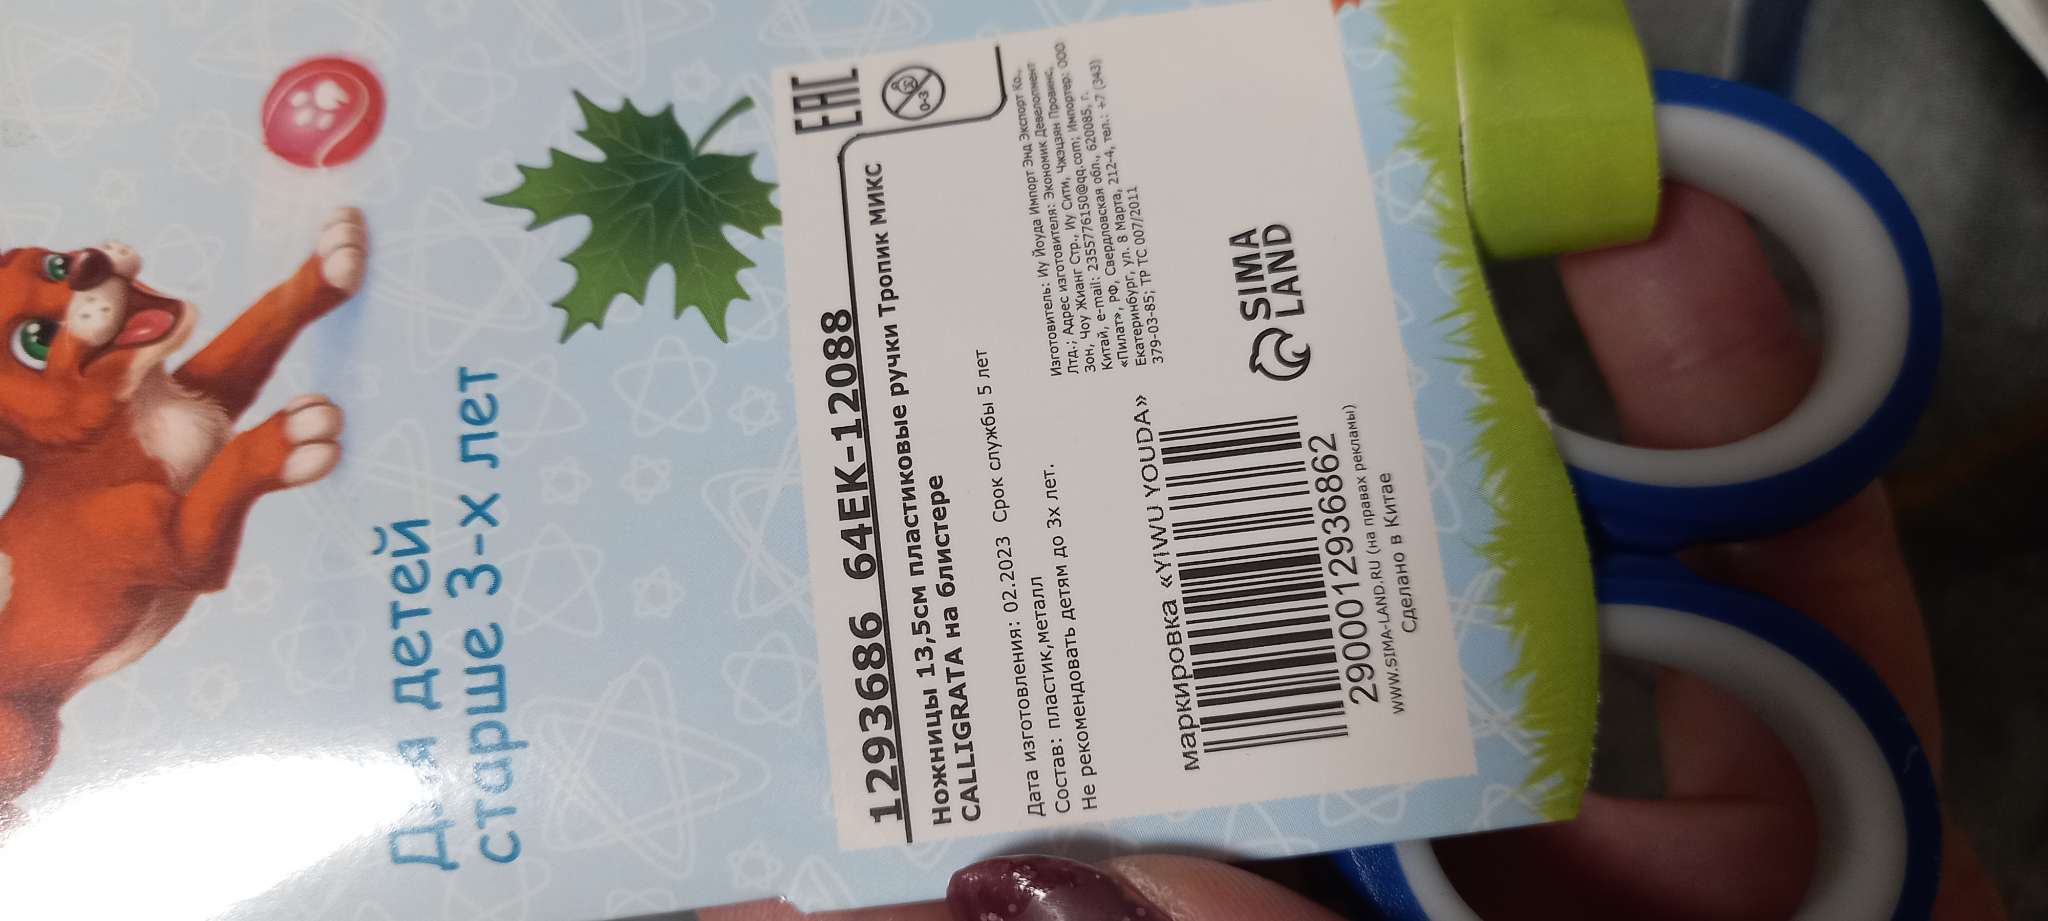 Для детей
старше 3-х лет
1293686 64EK-12088
EAC
0-3
Ножницы 13,5см пластиковые ручки Тропик МИКС
CALLIGRATA на блистере
Дата изготовления: 02.2023 Срок службы 5 лет
Состав: пластик,металл
Не рекомендовать детям до 3х лет.
Изготовитель: Иу Йоуда Импорт Энд Экспорт Ко.,
Лтд.; Адрес изготовителя: Экономик Девелопмент
Зон, Чоу Жианг Стр., Иу Сити, Чжэцзян Провинс,
Китай, e-mail: 2355776150@qq.com; Импортер: ООО
«Пилат», РФ, Свердловская обл., 620085, г.
Екатеринбург, ул. 8 Марта, 212-4, тел.: +7 (343)
379-03-85; ТР ТС 007/2011
маркировка «YIWU YOUDA»
2900012936862
WWW.SIMA-LAND.RU (на правах рекламы)
Сделано в Китае
SIMA
LAND